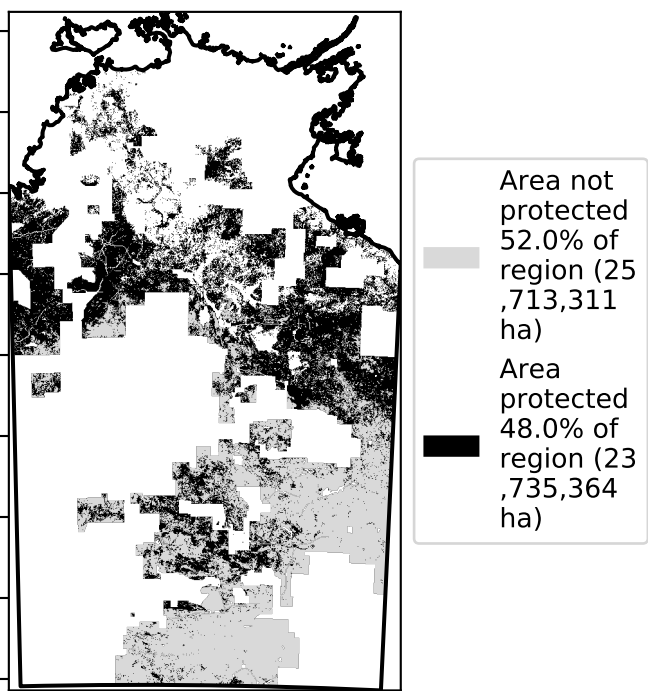 Area not
protected
52.0% of
region (25
,713,311
ha)
Area
protected
48.0% of
region (23
,735,364
ha)